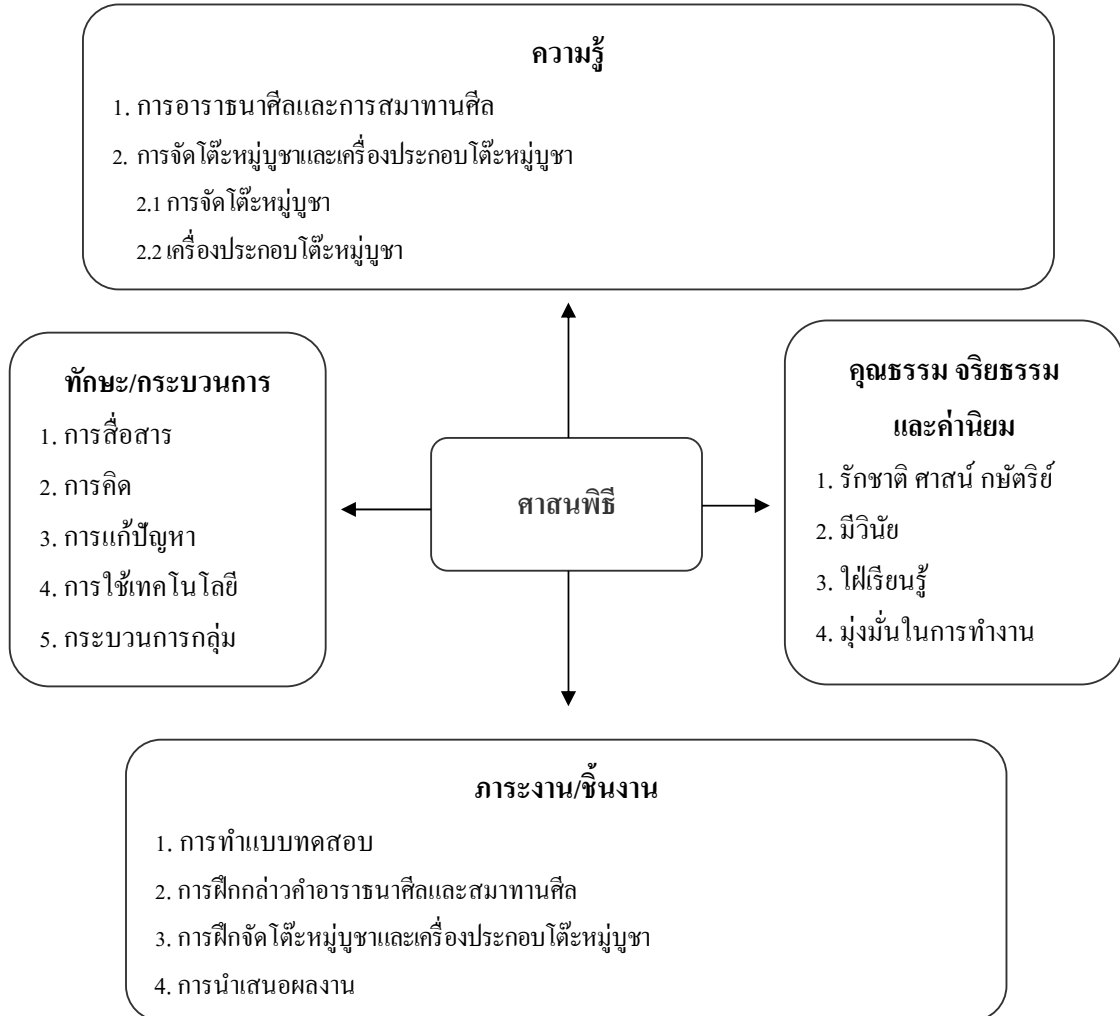 ความรู้
1. การอาราธนาศีลและการสมาทานศีล
2. การจัดโต๊ะหมู่บูชาและเครื่องประกอบโต๊ะหมู่บูชา
2.1 การจัดโต๊ะหมู่บูชา
2.2 เครื่องประกอบโต๊ะหมู่บูชา
ทักษะ/กระบวนการ
1. การสื่อสาร
2. การคิด
3. การแก้ปัญหา
4. การใช้เทคโนโลยี
5. กระบวนการกลุ่ม
ศาสนพิธี
คุณธรรม จริยธรรม
และค่านิยม
1. รักชาติ ศาสน์ กษัตริย์
2. มีวินัย
3. ใฝ่เรียนรู้
4. มุ่งมั่นในการทำงาน
ภาระงาน/ชิ้นงาน
1. การทำแบบทดสอบ
2. การฝึกกล่าวคำอาราธนาศีลและสมาทานศีล
3. การฝึกจัดโต๊ะหมู่บูชาและเครื่องประกอบโต๊ะหมู่บูชา
4. การนำเสนอผลงาน